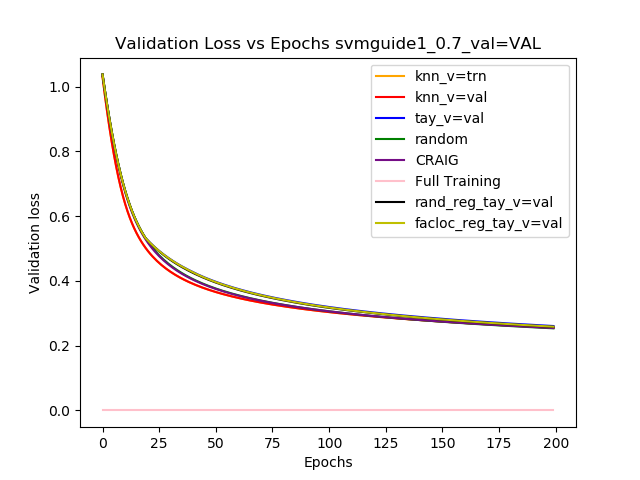 Validation Loss vs Epochs svmguide1_0.7_val=VAL
1.0
0.8
0.6
0.4
0.2
0.0
Validation loss
knn_v=trn
knn_v=val
tay_v=val
random
CRAIG
Full Training
rand_reg_tay_v=val
facloc_reg_tay_v=val
0 25 50 75 100 125 150 175 200
Epochs